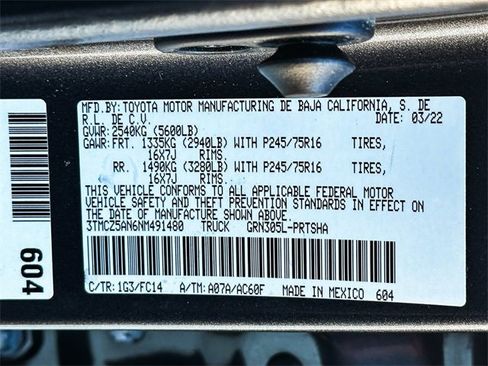 MFD. BY: TOYOTA MOTOR MANUFACTURING DE BAJA CALIFORNIA, S. DE
R.L. DE C.V. DATE: 03/22
GVWR: 2540KG (5600LB)
GAWR: FRT. 1335KG (2940LB) WITH P245/75R16 TIRES,
16X7J RIMS.
RR. 1490KG (3280LB) WITH P245/75R16 TIRES,
16X7J RIMS.
THIS VEHICLE CONFORMS TO ALL APPLICABLE FEDERAL MOTOR
VEHICLE SAFETY AND THEFT PREVENTION STANDARDS IN EFFECT ON
THE DATE OF MANUFACTURE SHOWN ABOVE.
3TMCZ5AN6NM491480 TRUCK GRN305L-PRTSHA
C/TR: 1G3/FC14 A/TM: A07A/AC60F MADE IN MEXICO 604
604